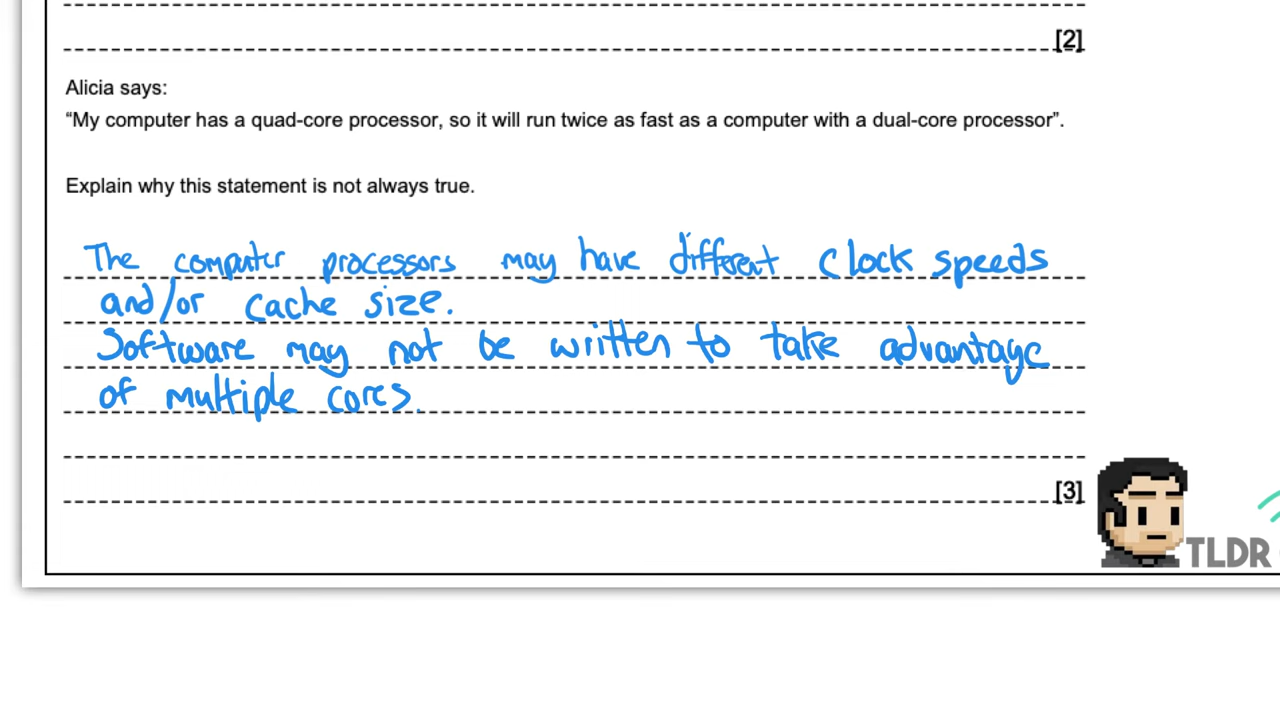 [2]
Alicia says:
“My computer has a quad-core processor, so it will run twice as fast as a computer with a dual-core processor”.
Explain why this statement is not always true.
The computer processors may have different clock speeds
and/or cache size.
Software may not be written to take advantage
of multiple cores.
[3]
TLDR